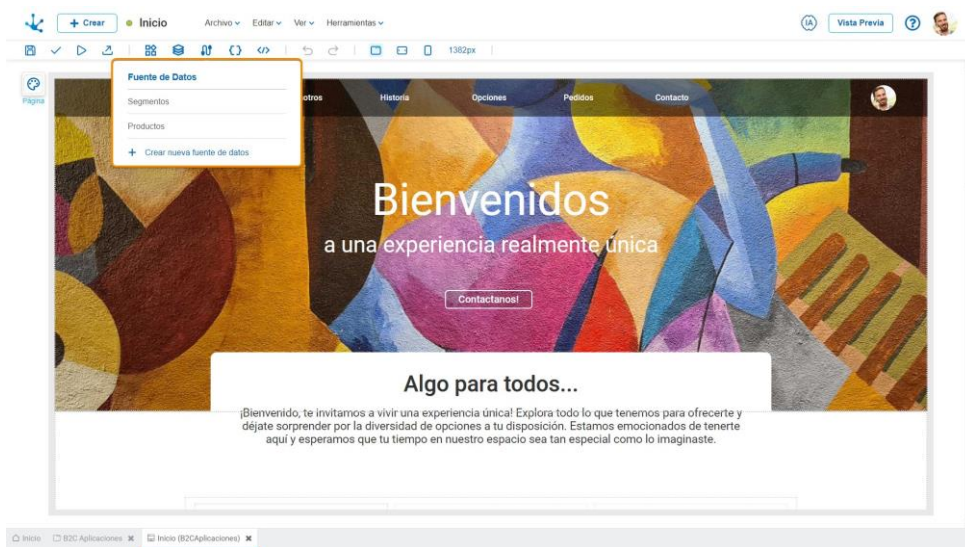 + Crear
Inicio
Archivo
Editar
Ver
Herramientas
IA
Vista Previa
?
1382px
Página
Fuente de Datos
Segmentos
Productos
+ Crear nueva fuente de datos
otros
Historia
Opciones
Pedidos
Contacto
Bienvenidos
a una experiencia realmente única
Contactanos!
Algo para todos...
¡Bienvenido, te invitamos a vivir una experiencia única! Explora todo lo que tenemos para ofrecerte y
déjate sorprender por la diversidad de opciones a tu disposición. Estamos emocionados de tenerte
aquí y esperamos que tu tiempo en nuestro espacio sea tan especial como lo imaginaste.
Inicio
B2C Aplicaciones
Inicio (B2CAplicaciones)